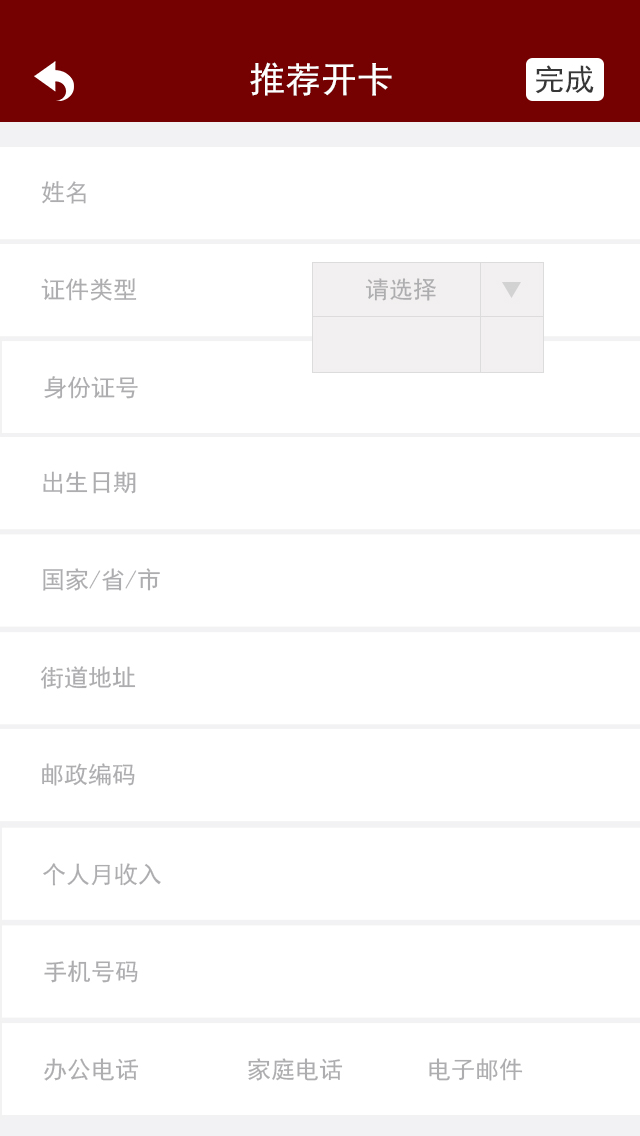 推荐开卡 完成
姓名
证件类型 请选择
身份证号
出生日期
国家/省/市
街道地址
邮政编码
个人月收入
手机号码
办公电话 家庭电话 电子邮件